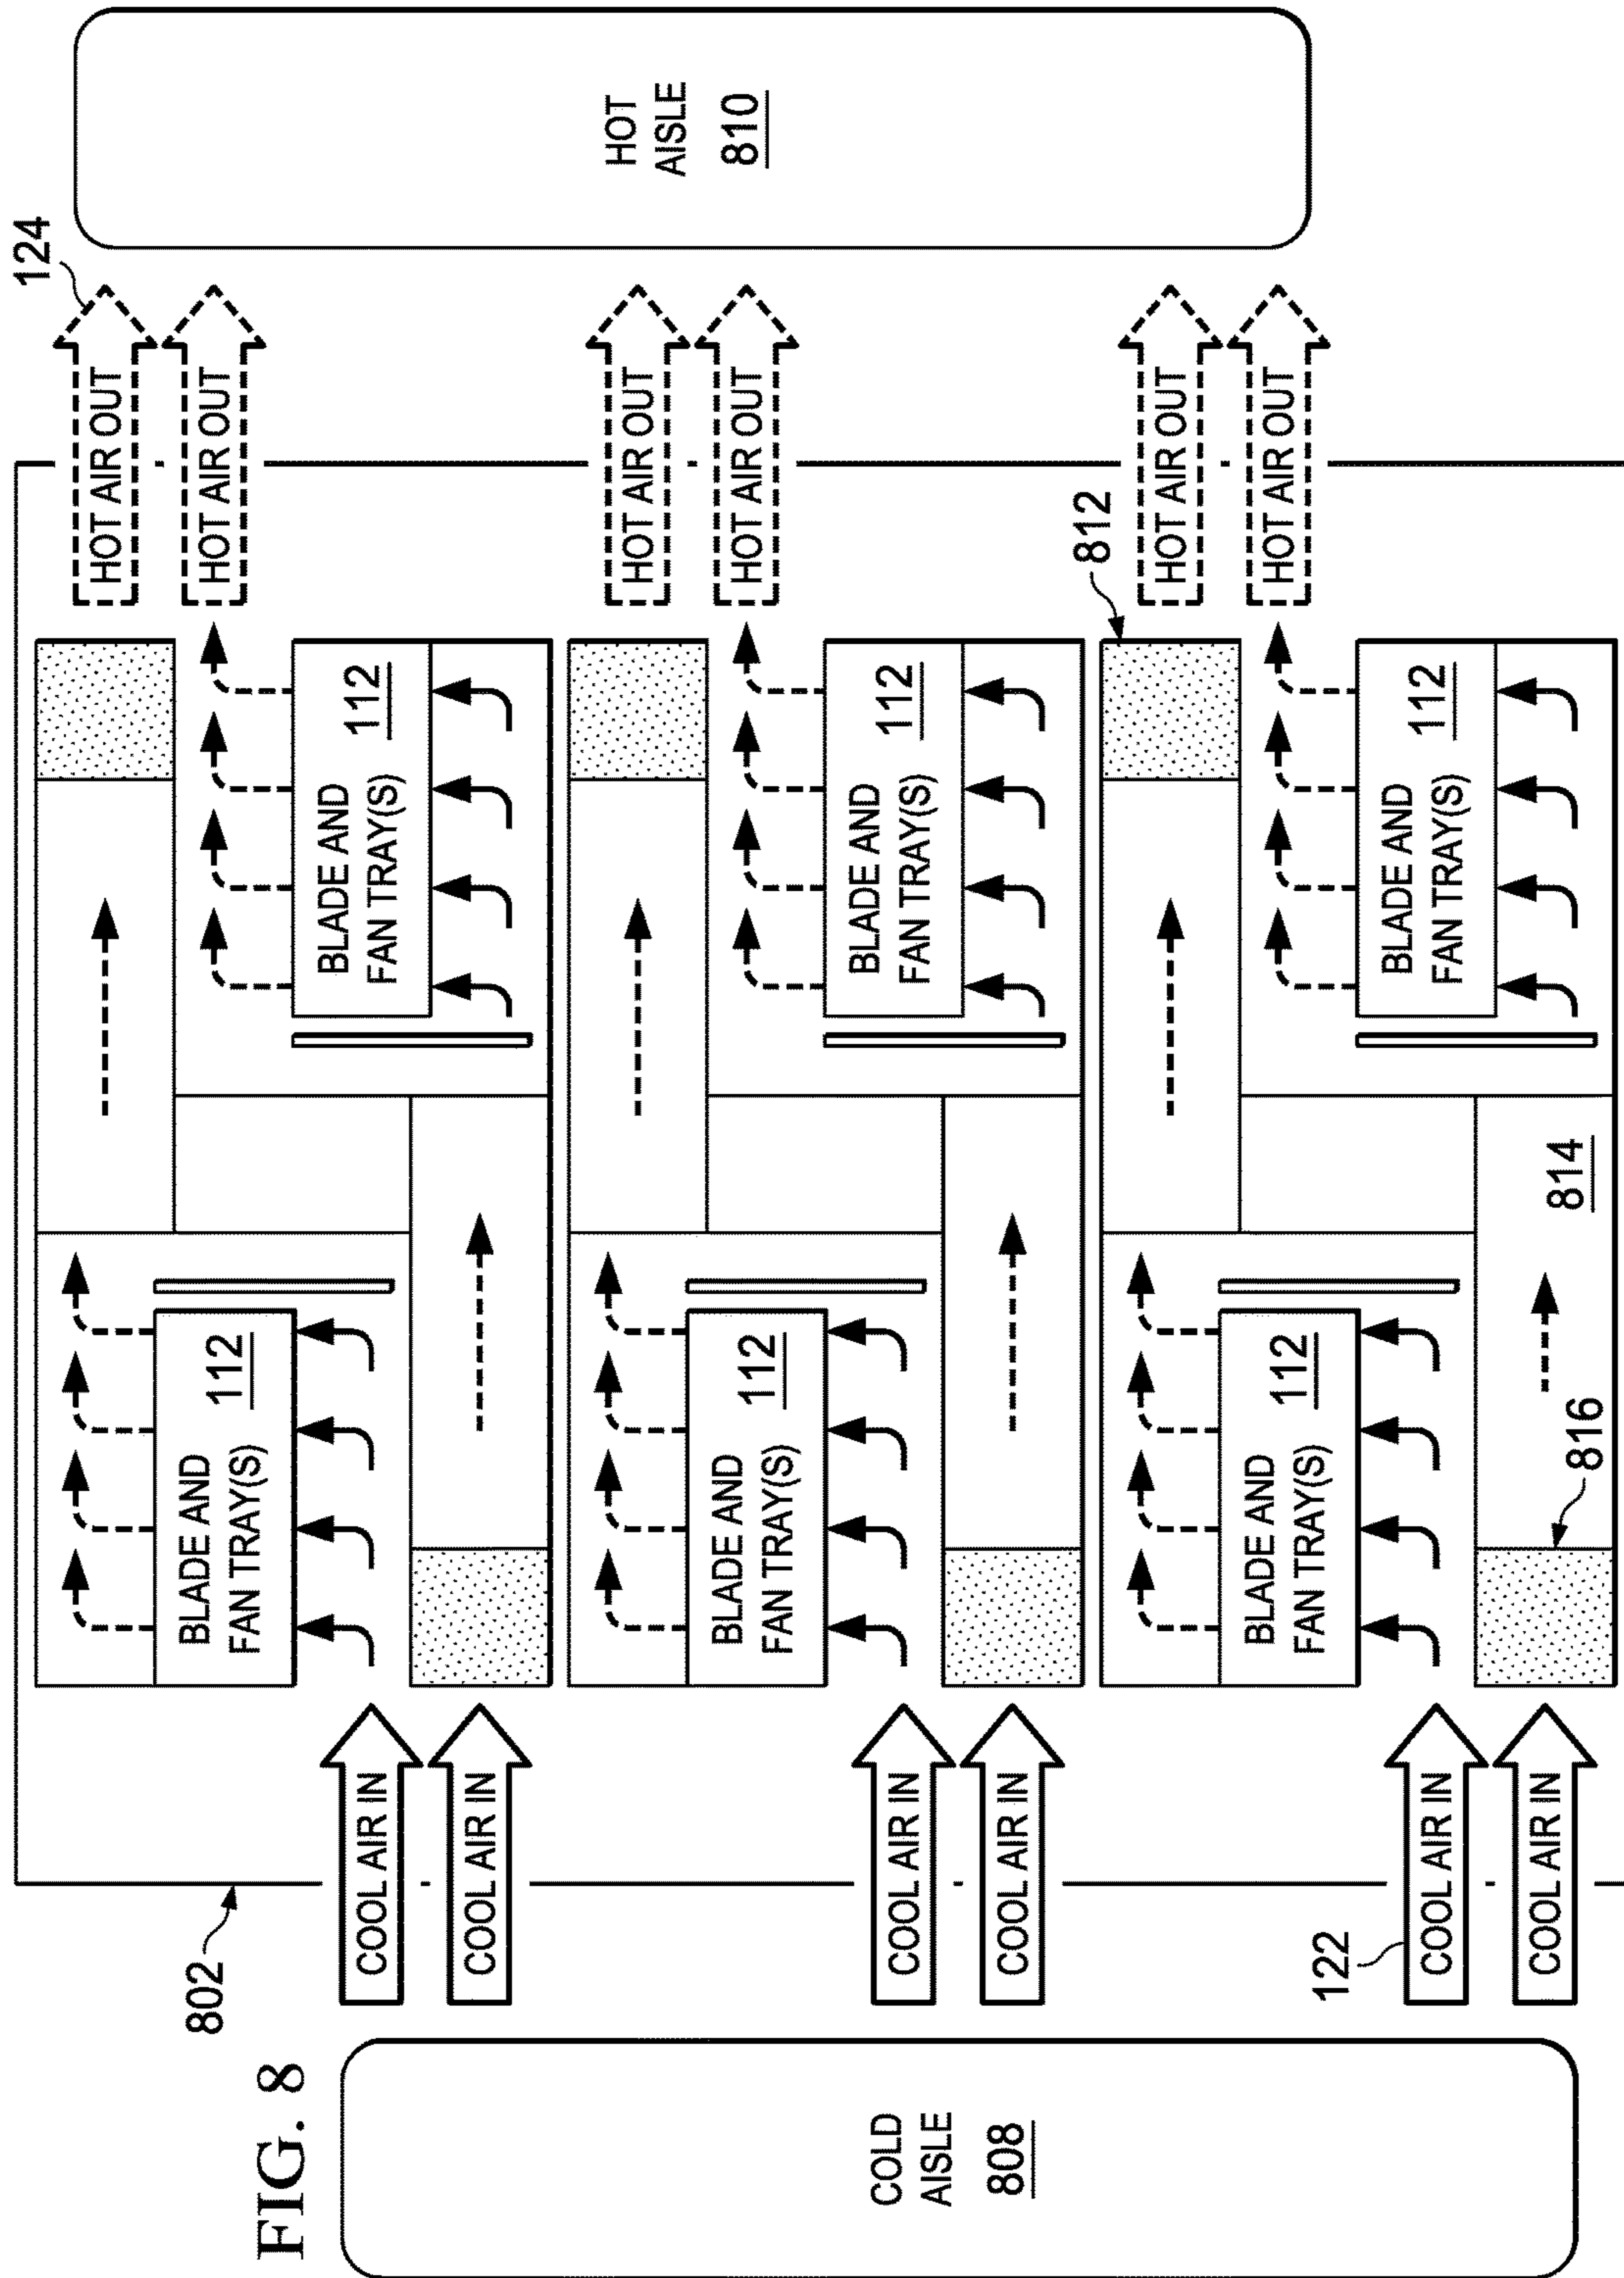 FIG. 8
802
124
COLD
AISLE
808
COOL AIR IN
COOL AIR IN
BLADE AND
FAN TRAY(S)
112
BLADE AND
FAN TRAY(S)
112
HOT AIR OUT
HOT AIR OUT
COOL AIR IN
COOL AIR IN
BLADE AND
FAN TRAY(S)
112
BLADE AND
FAN TRAY(S)
112
HOT AIR OUT
HOT AIR OUT
HOT
AISLE
810
122
COOL AIR IN
COOL AIR IN
BLADE AND
FAN TRAY(S)
112
816
814
BLADE AND
FAN TRAY(S)
112
812
HOT AIR OUT
HOT AIR OUT